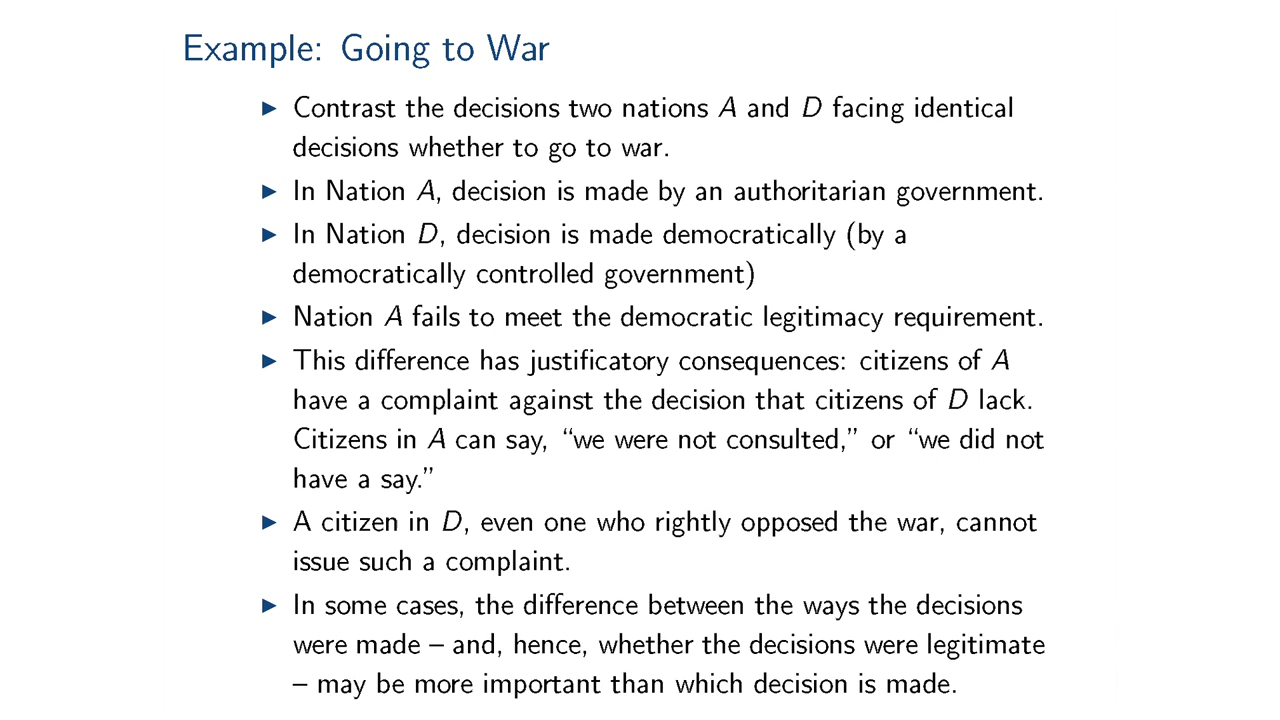 Example: Going to War
▶ Contrast the decisions two nations A and D facing identical
decisions whether to go to war.
▶ In Nation A, decision is made by an authoritarian government.
▶ In Nation D, decision is made democratically (by a
democratically controlled government)
▶ Nation A fails to meet the democratic legitimacy requirement.
▶ This difference has justificatory consequences: citizens of A
have a complaint against the decision that citizens of D lack.
Citizens in A can say, “we were not consulted,” or “we did not
have a say.”
▶ A citizen in D, even one who rightly opposed the war, cannot
issue such a complaint.
▶ In some cases, the difference between the ways the decisions
were made – and, hence, whether the decisions were legitimate
– may be more important than which decision is made.